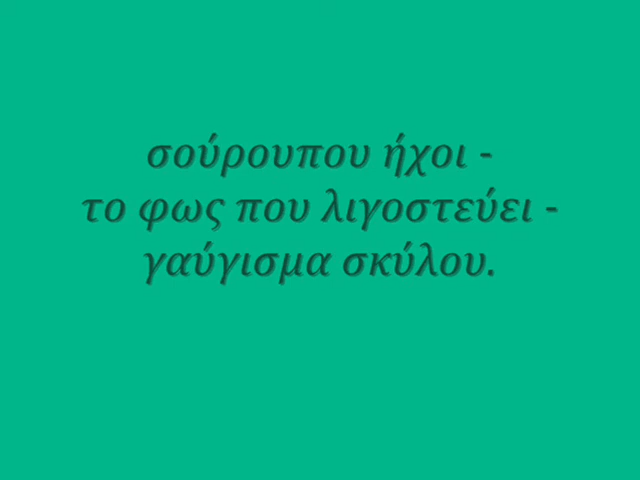 σούρουπου ήχοι -
το φως που λιγοστεύει -
γαύγισμα σκύλου.